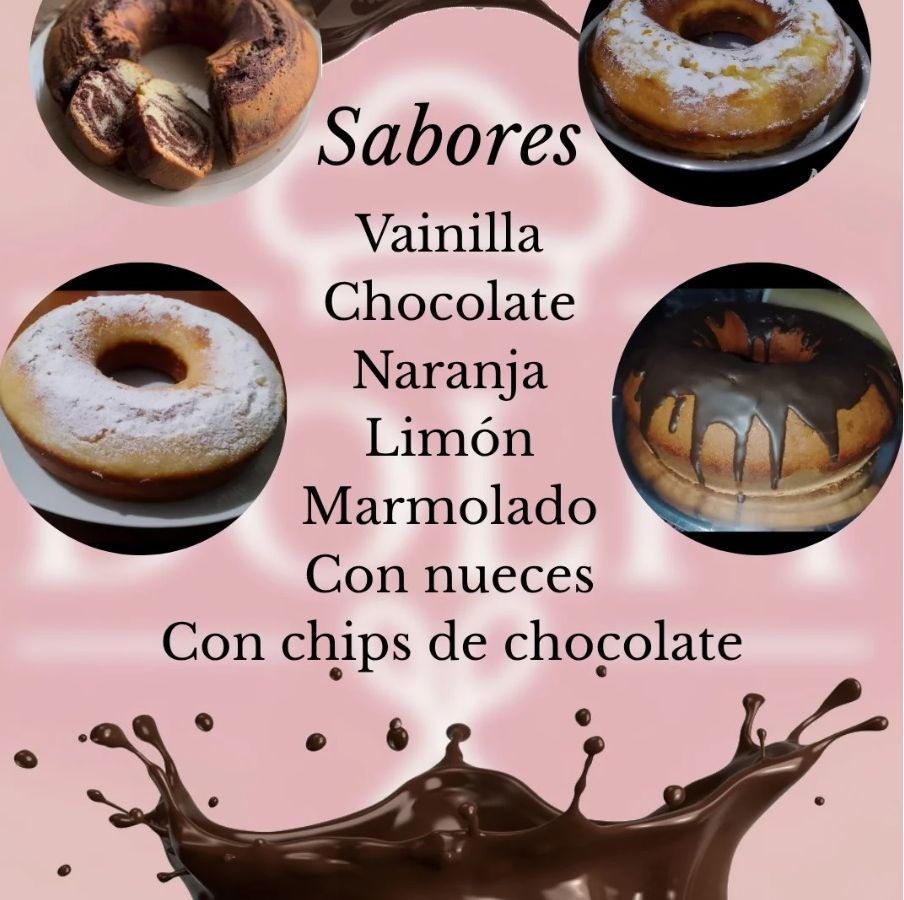 Sabores
Vainilla
Chocolate
Naranja
Limón
Marmolado
Con nueces
Con chips de chocolate